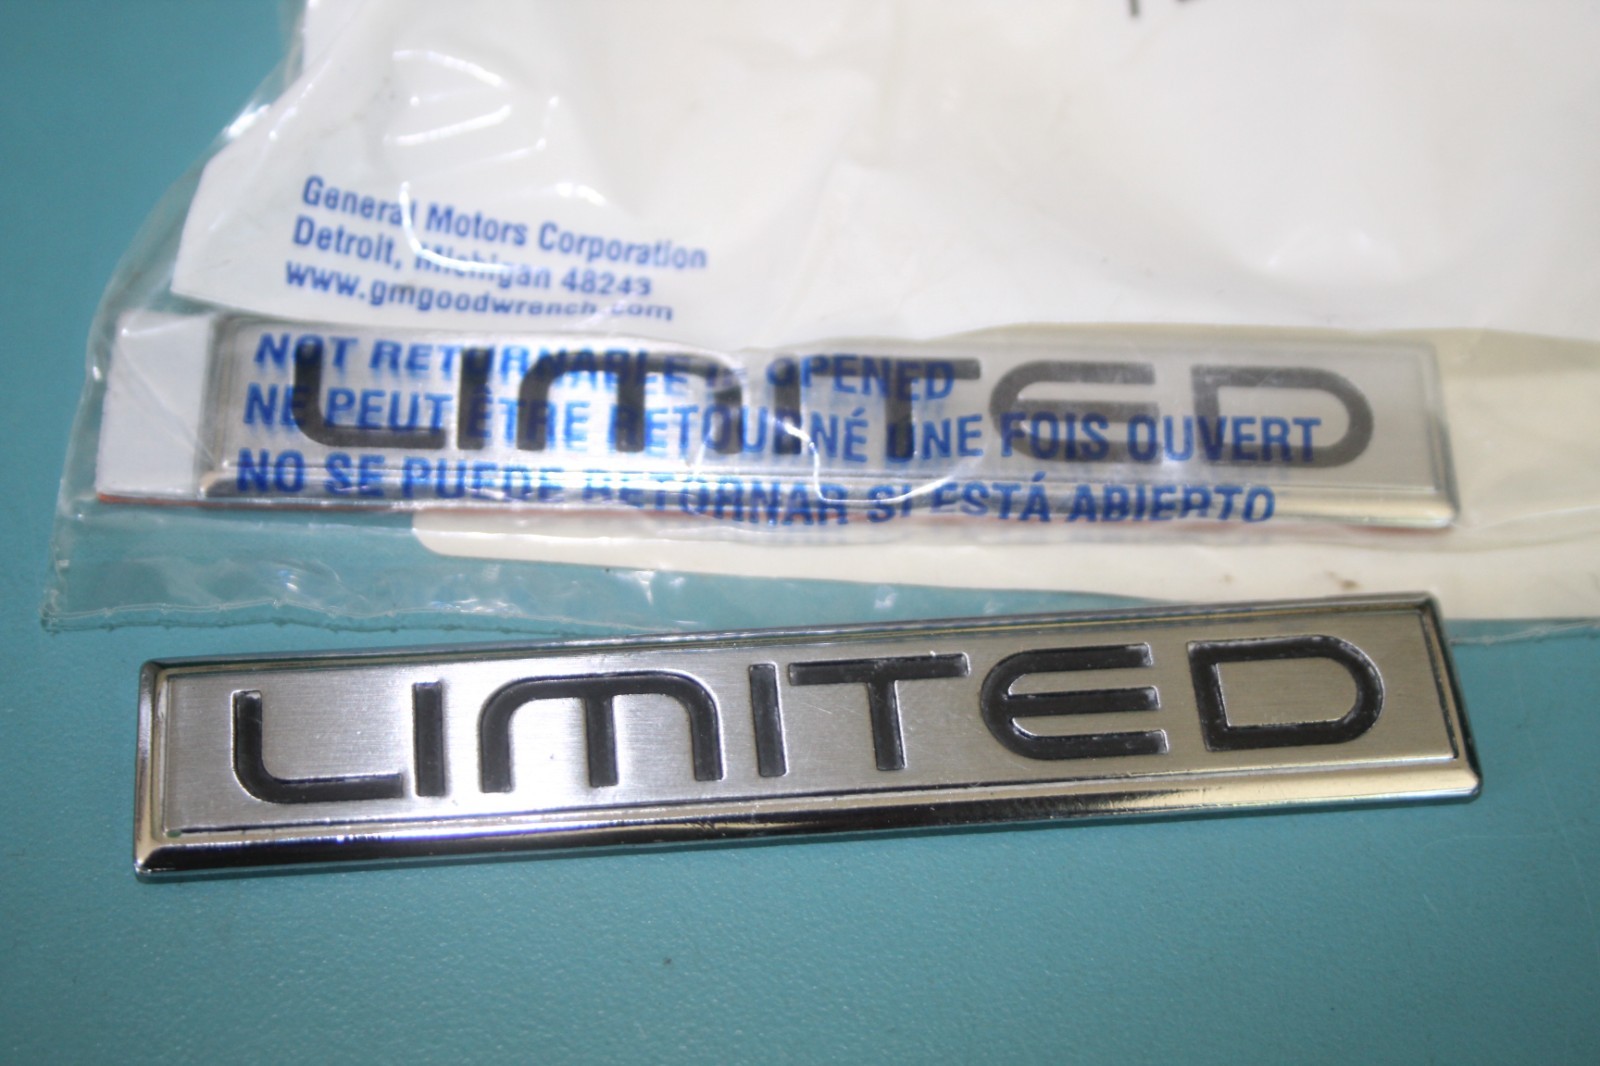 General Motors Corporation
Detroit, Michigan 48243
www.gmgoodwrench.com
LIMITED
NOT RETURNABLE IF OPENED
NE PEUT ÊTRE RETOURNÉ UNE FOIS OUVERT
NO SE PUEDE RETORNAR SI ESTÁ ABIERTO
LIMITED